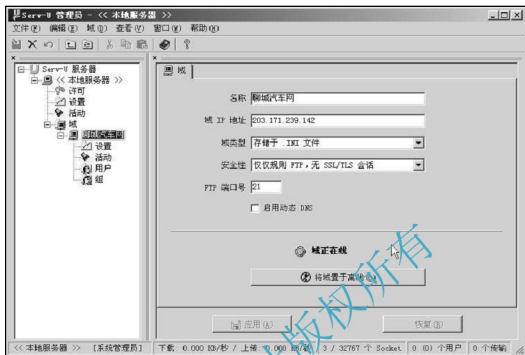 Serv-U 管理员 - << 本地服务器 >>
文件(F) 编辑(E) 域(D) 查看(V) 窗口(W) 帮助(H)
Serv-U 服务器
<< 本地服务器 >>
许可
设置
活动
域
聊城汽车网
设置
活动
用户
组
域
名称 聊城汽车网
域 IP 地址 203.171.239.142
域类型 存储于 .INI 文件
安全性 仅仅规则 FTP，无 SSL/TLS 会话
FTP 端口号 21
启用动态 DNS
域正在线
将域置于离线
应用(A) 恢复(R)
版权所有
<< 本地服务器 >> [系统管理员] 下载: 0.000 KB/秒 / 上传: 0.000 KB/秒 3 / 32767 个 Socket 0 (0) 个用户 0 个传输